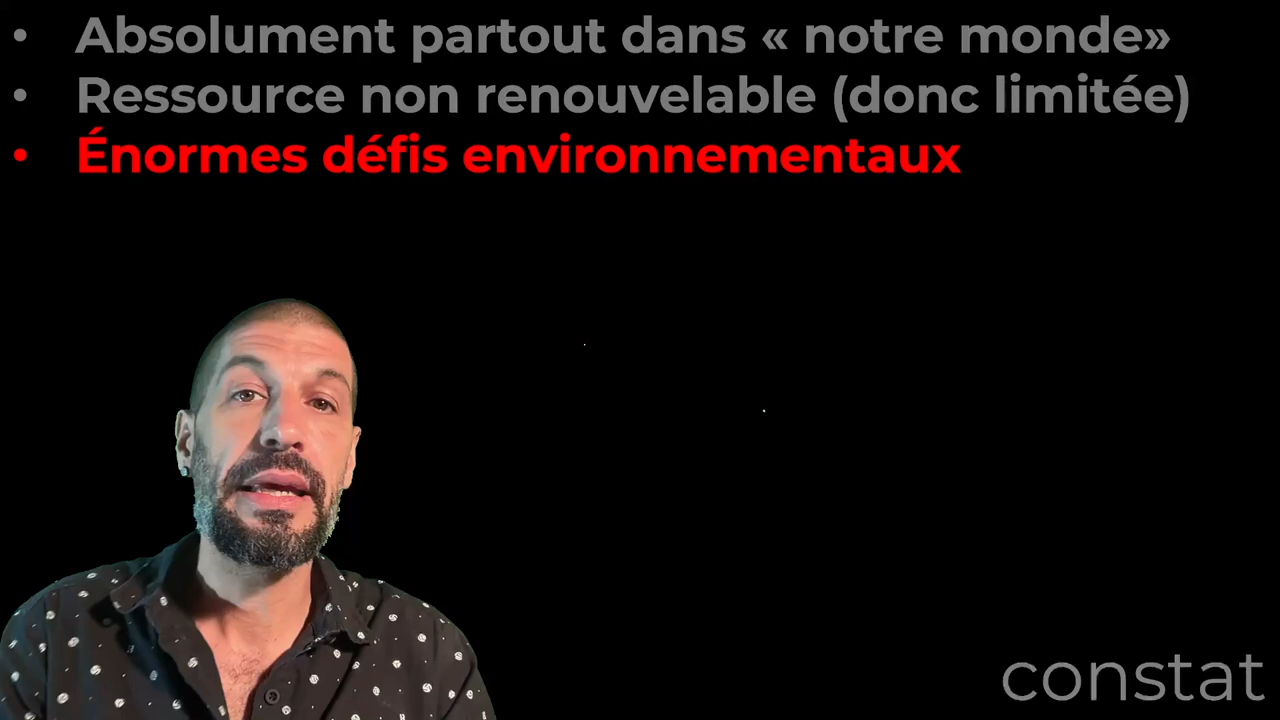 • Absolument partout dans « notre monde»
• Ressource non renouvelable (donc limitée)
• Énormes défis environnementaux
constat